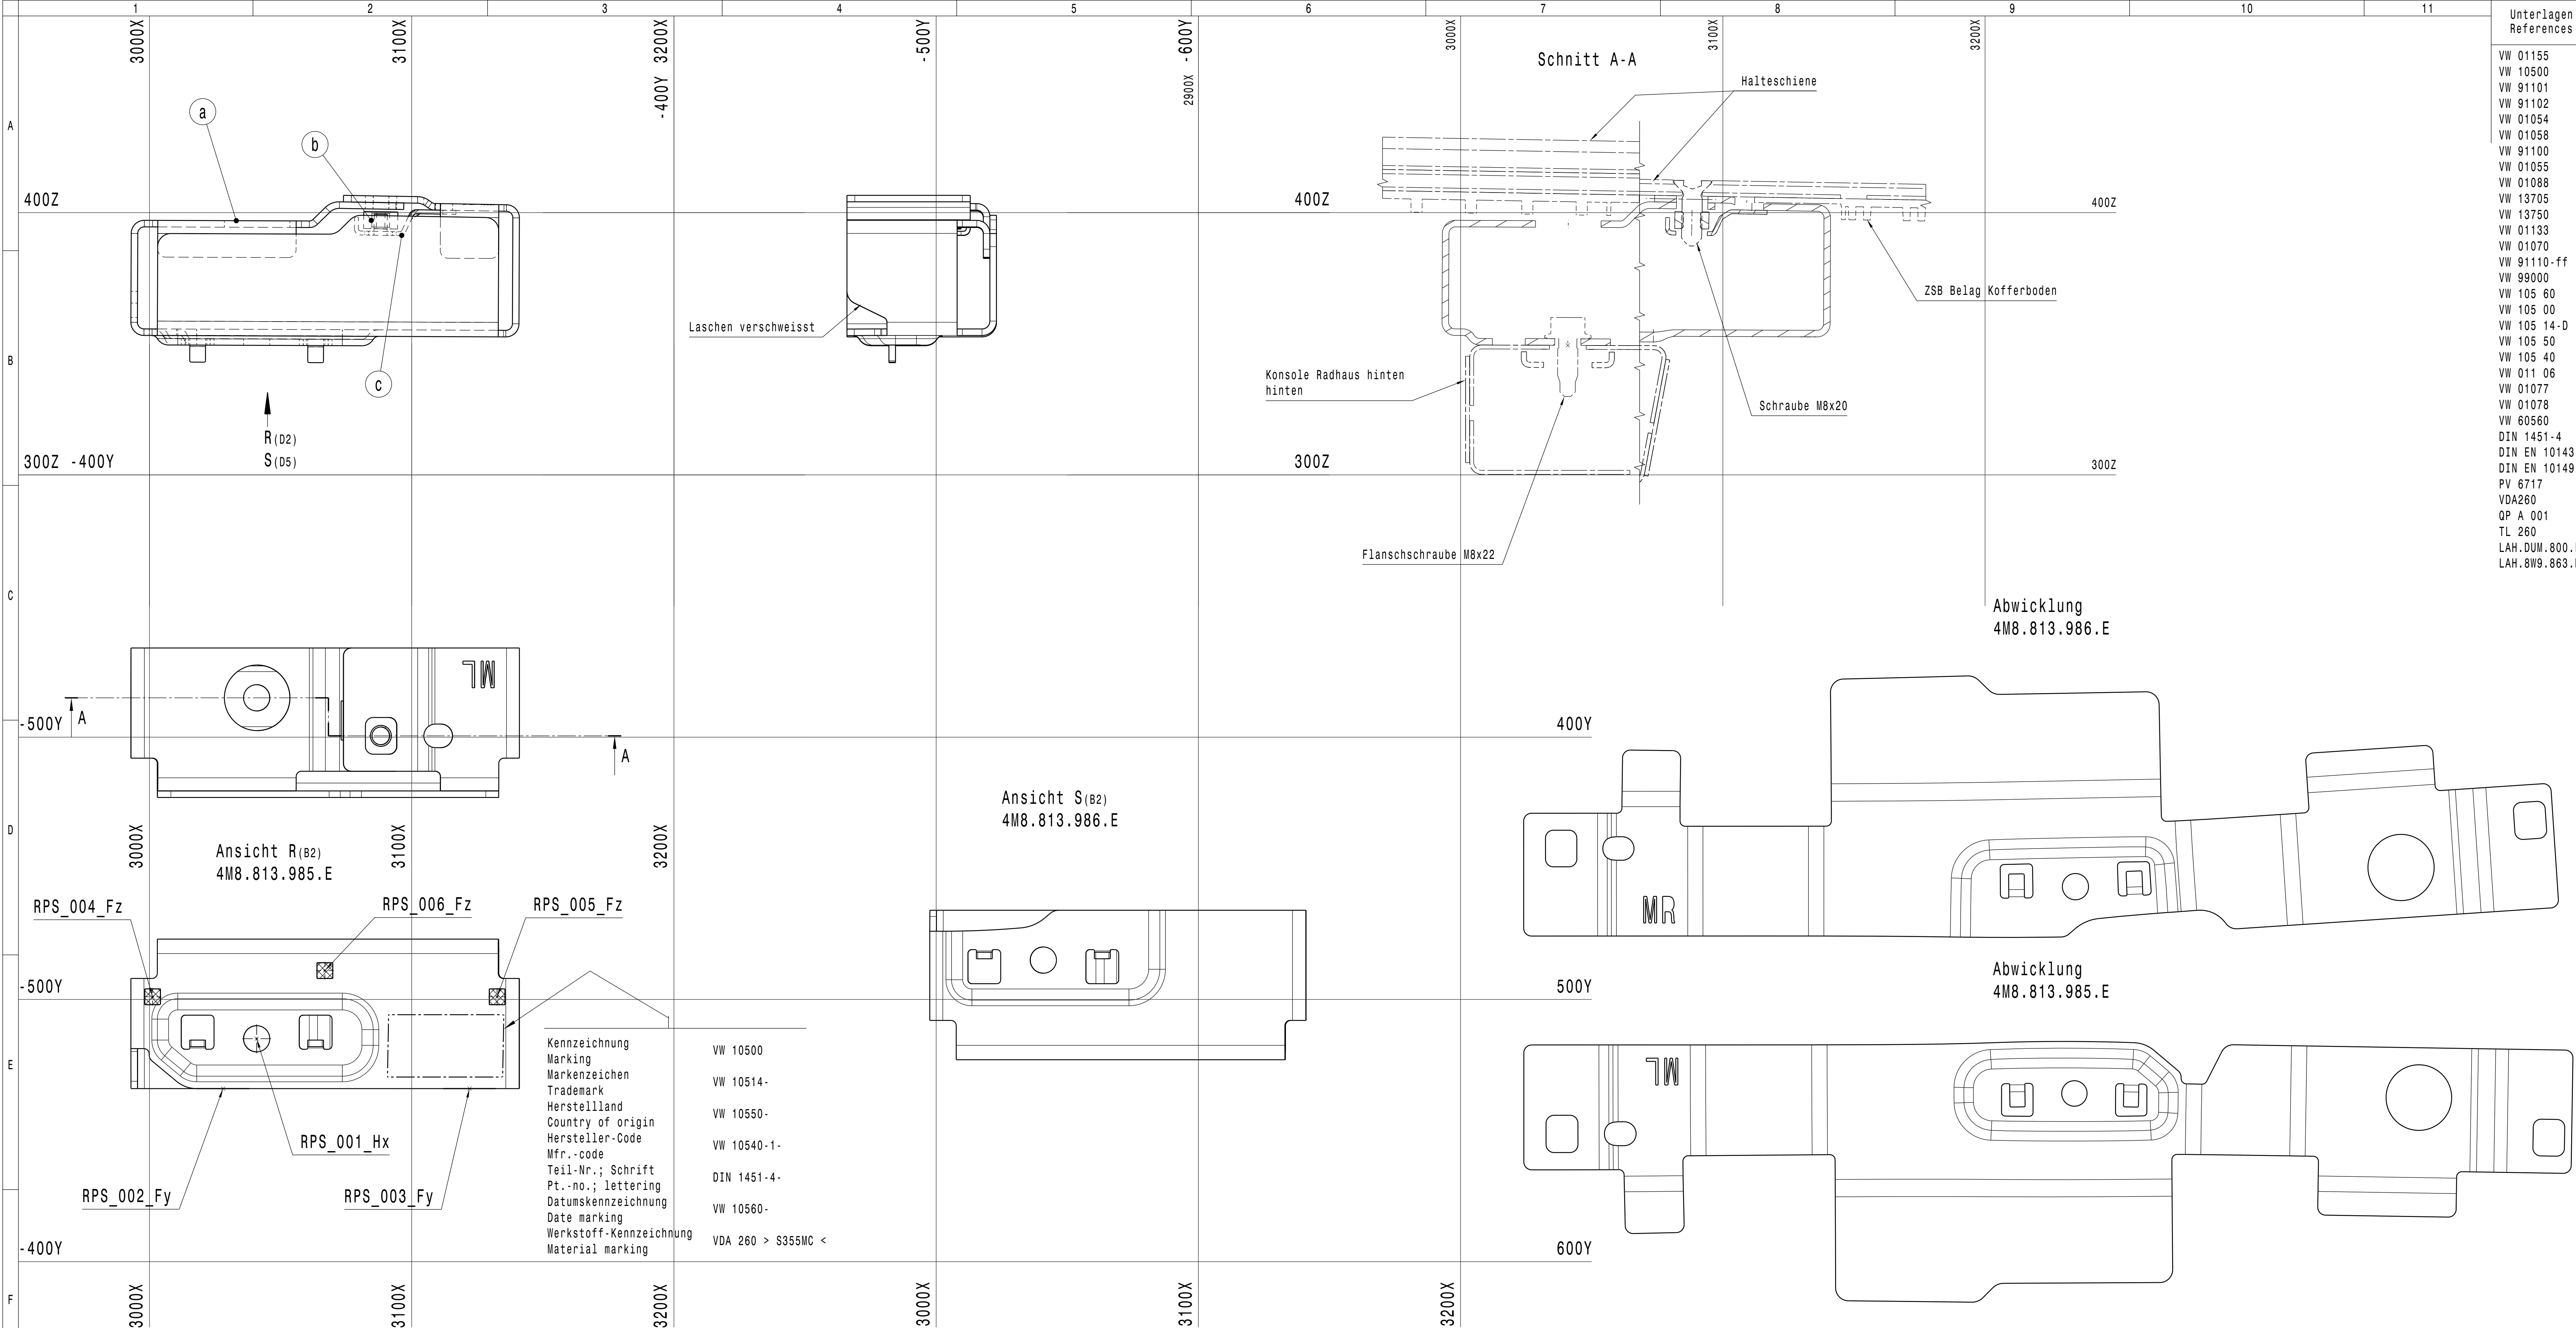 1 2 3 4 5 6 7 8 9 10 11
A
B
C
D
E
F
3000X
3100X
-400Y 3200X
-500Y
2900X -600Y
3000X
3100X
3200X
a
b
c
400Z
300Z -400Y
R(D2)
S(D5)
Laschen verschweisst
Schnitt A-A
Halteschiene
400Z
400Z
ZSB Belag Kofferboden
Konsole Radhaus hinten
hinten
Schraube M8x20
300Z
300Z
Flanschschraube M8x22
Unterlagen
References
VW 01155
VW 10500
VW 91101
VW 91102
VW 01054
VW 01058
VW 91100
VW 01055
VW 01088
VW 13705
VW 13750
VW 01133
VW 01070
VW 91110-ff
VW 99000
VW 105 60
VW 105 00
VW 105 14-D
VW 105 50
VW 105 40
VW 011 06
VW 01077
VW 01078
VW 60560
DIN 1451-4
DIN EN 10143
DIN EN 10149
PV 6717
VDA260
QP A 001
TL 260
LAH.DUM.800.
LAH.8W9.863.
ML
-500Y
A
A
400Y
3000X
3100X
3200X
Ansicht R(B2)
4M8.813.985.E
RPS_004_Fz
RPS_006_Fz
RPS_005_Fz
-500Y
RPS_001_Hx
RPS_002_Fy
RPS_003_Fy
-400Y
Kennzeichnung
Marking
VW 10500
Markenzeichen
Trademark
VW 10514-
Herstellland
Country of origin
VW 10550-
Hersteller-Code
Mfr.-code
VW 10540-1-
Teil-Nr.; Schrift
Pt.-no.; lettering
DIN 1451-4-
Datumskennzeichnung
Date marking
VW 10560-
Werkstoff-Kennzeichnung
Material marking
VDA 260 > S355MC <
Ansicht S(B2)
4M8.813.986.E
500Y
600Y
Abwicklung
4M8.813.986.E
MR
Abwicklung
4M8.813.985.E
ML
3000X
3100X
3200X
3000X
3100X
3200X